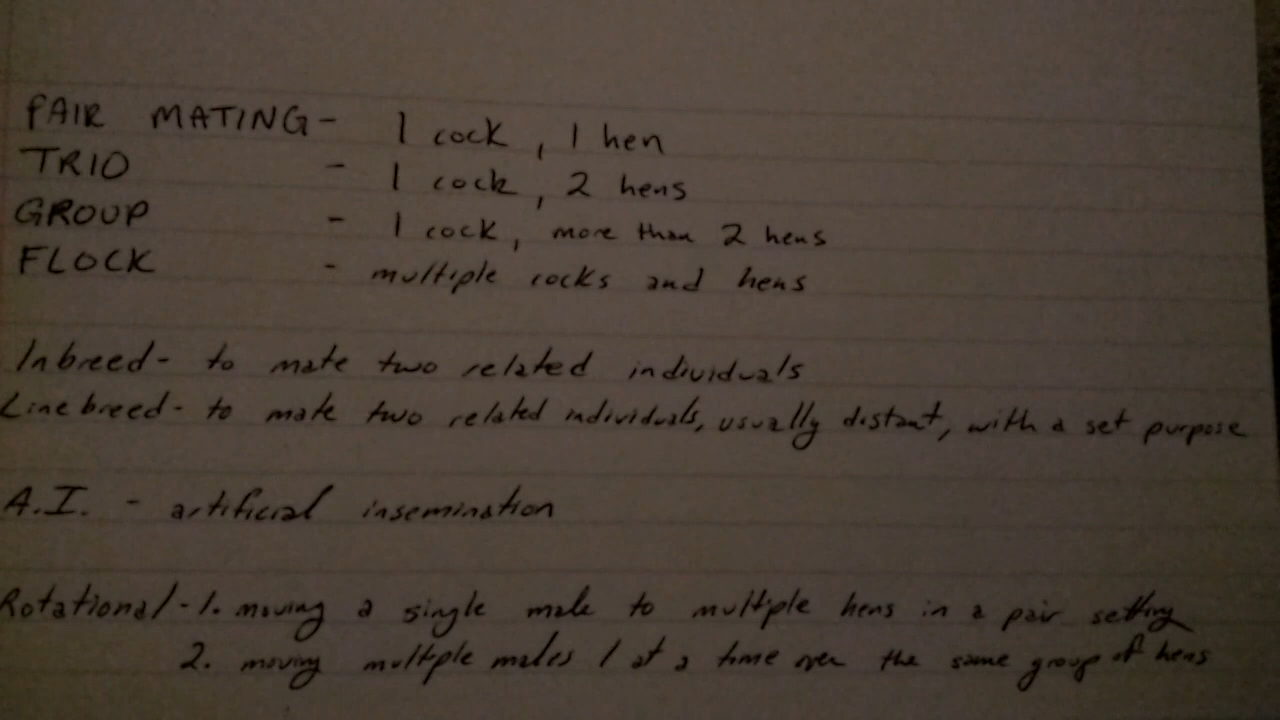 PAIR MATING - 1 cock, 1 hen
TRIO - 1 cock, 2 hens
GROUP - 1 cock, more than 2 hens
FLOCK - multiple cocks and hens
Inbreed - to mate two related individuals
Linebreed - to mate two related individuals, usually distant, with a set purpose
A.I. - artificial insemination
Rotational - 1. moving a single male to multiple hens in a pair setting
2. moving multiple males 1 at a time over the same group of hens